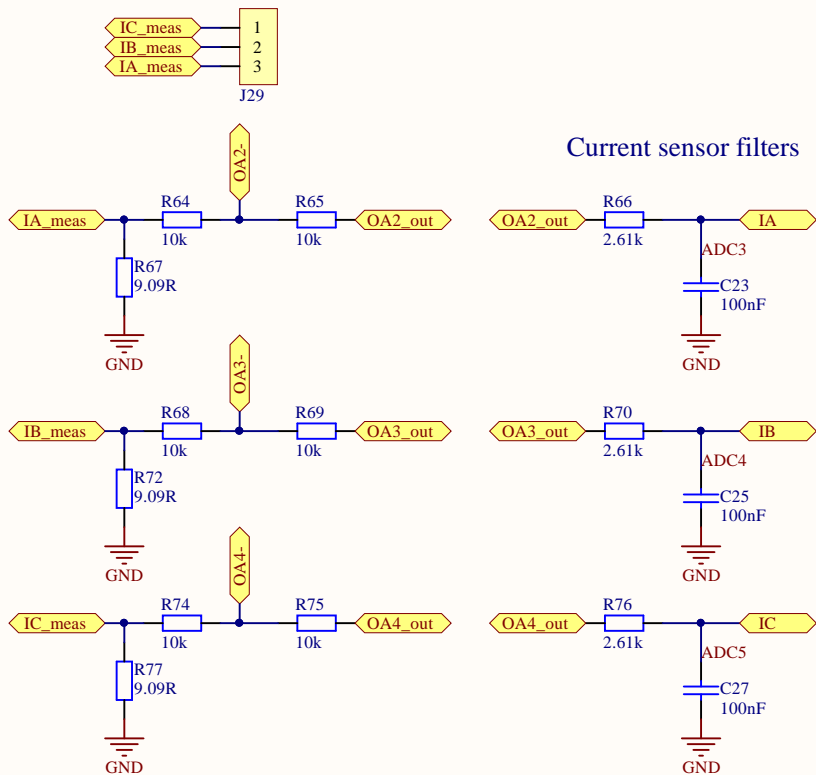 IC_meas 1
IB_meas 2
IA_meas 3
J29
Current sensor filters
OA2-
R64 R65 R66
IA_meas OA2_out OA2_out IA
10k 10k 2.61k
ADC3
R67
9.09R
C23
100nF
GND GND
OA3-
R68 R69 R70
IB_meas OA3_out OA3_out IB
10k 10k 2.61k
ADC4
R72
9.09R
C25
100nF
GND GND
OA4-
R74 R75 R76
IC_meas OA4_out OA4_out IC
10k 10k 2.61k
ADC5
R77
9.09R
C27
100nF
GND GND